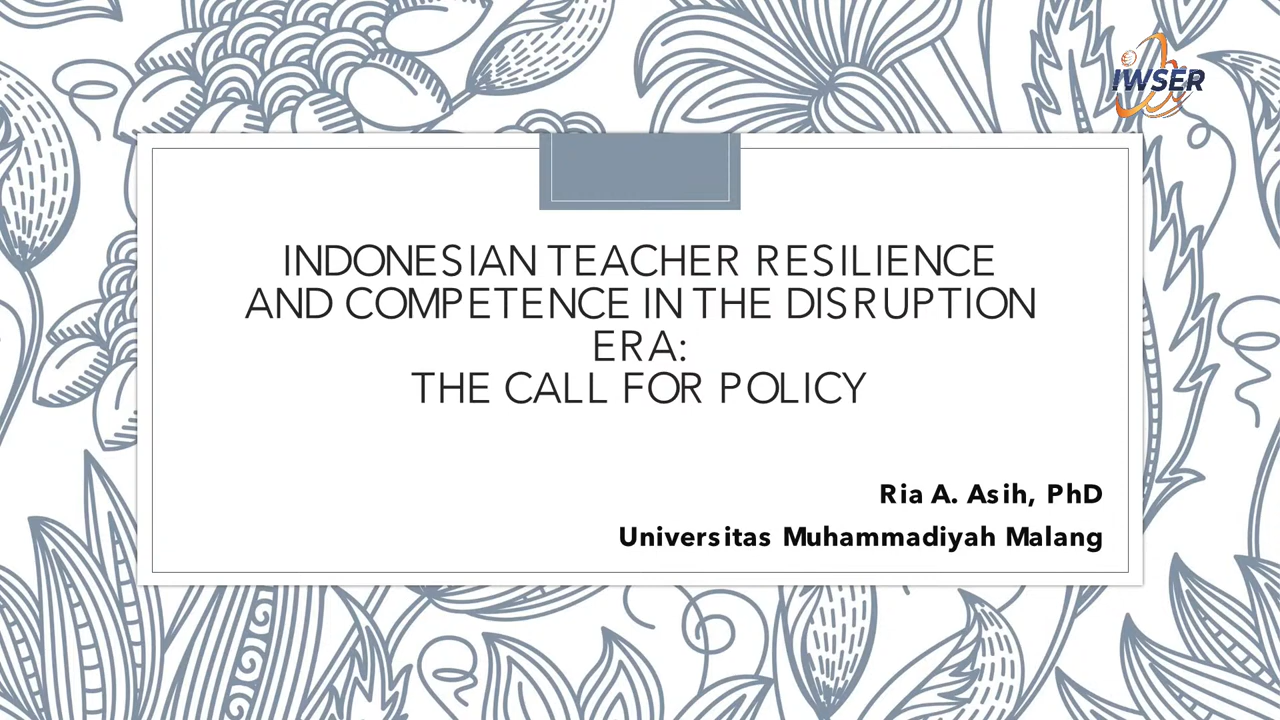 IWSER
INDONESIAN TEACHER RESILIENCE
AND COMPETENCE IN THE DISRUPTION
ERA:
THE CALL FOR POLICY
Ria A. Asih, PhD
Universitas Muhammadiyah Malang